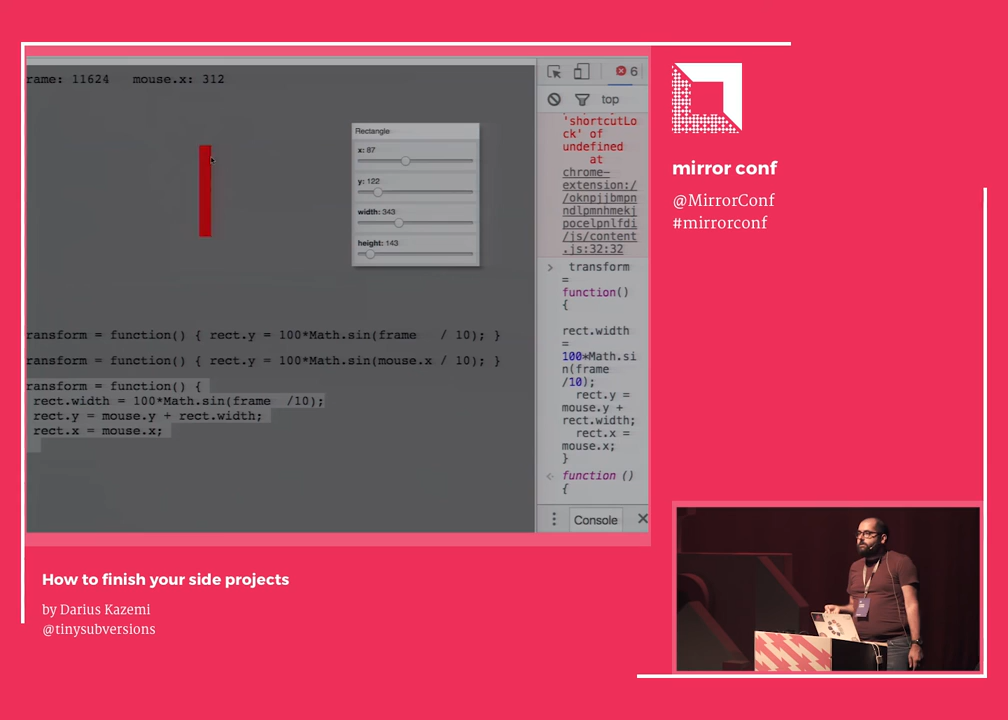 rame: 11624 mouse.x: 312
Rectangle
x: 87
y: 122
width: 343
height: 143
ransform = function() { rect.y = 100*Math.sin(frame / 10); }
ransform = function() { rect.y = 100*Math.sin(mouse.x / 10); }
ransform = function() {
rect.width = 100*Math.sin(frame /10);
rect.y = mouse.y + rect.width;
rect.x = mouse.x;
6
top
'shortcutLo
ck' of
undefined
at
chrome-
extension:/
/oknpjjbmpn
ndlpmnhmekj
pocelpnlfdi
/js/content
.js:32:32
> transform
=
function()
{
rect.width
=
100*Math.si
n(frame
/10);
rect.y =
mouse.y +
rect.width;
rect.x =
mouse.x;
}
function ()
{
Console
mirror conf
@MirrorConf
#mirrorconf
How to finish your side projects
by Darius Kazemi
@tinysubversions